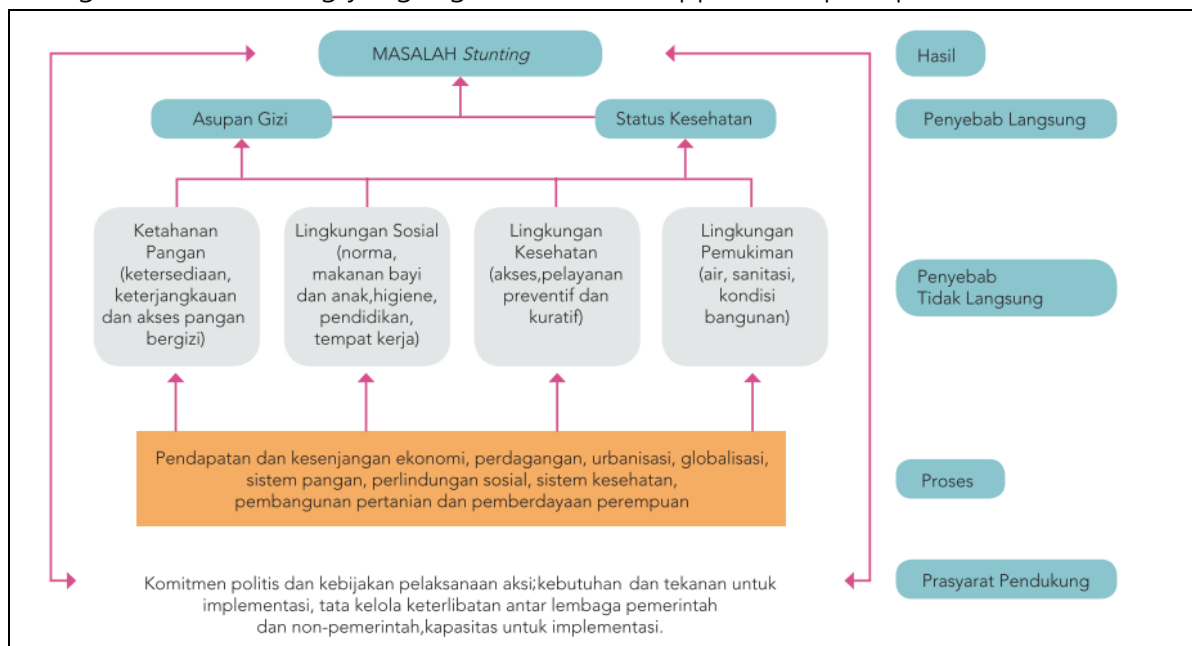 MASALAH Stunting
Hasil
Asupan Gizi
Status Kesehatan
Penyebab Langsung
Ketahanan
Pangan
(ketersediaan,
keterjangkauan
dan akses pangan
bergizi)
Lingkungan Sosial
(norma,
makanan bayi
dan anak,higiene,
pendidikan,
tempat kerja)
Lingkungan
Kesehatan
(akses,pelayanan
preventif dan
kuratif)
Lingkungan
Pemukiman
(air, sanitasi,
kondisi
bangunan)
Penyebab
Tidak Langsung
Pendapatan dan kesenjangan ekonomi, perdagangan, urbanisasi, globalisasi,
sistem pangan, perlindungan sosial, sistem kesehatan,
pembangunan pertanian dan pemberdayaan perempuan
Proses
Komitmen politis dan kebijakan pelaksanaan aksi;kebutuhan dan tekanan untuk
implementasi, tata kelola keterlibatan antar lembaga pemerintah
dan non-pemerintah,kapasitas untuk implementasi.
Prasyarat Pendukung